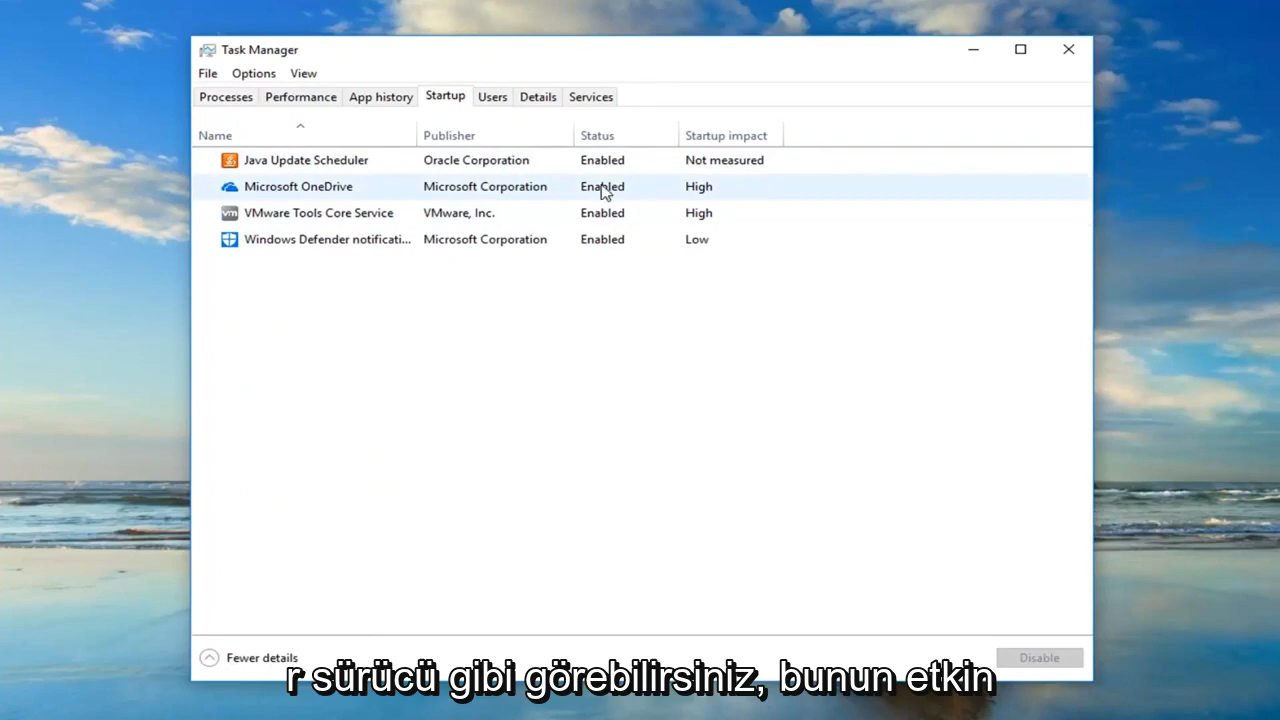 Task Manager
File Options View
Processes Performance App history Startup Users Details Services
Name Publisher Status Startup impact
Java Update Scheduler Oracle Corporation Enabled Not measured
Microsoft OneDrive Microsoft Corporation Enabled High
vm VMware Tools Core Service VMware, Inc. Enabled High
Windows Defender notificati... Microsoft Corporation Enabled Low
Fewer details Disable
r sürücü gibi görebilirsiniz, bunun etkin